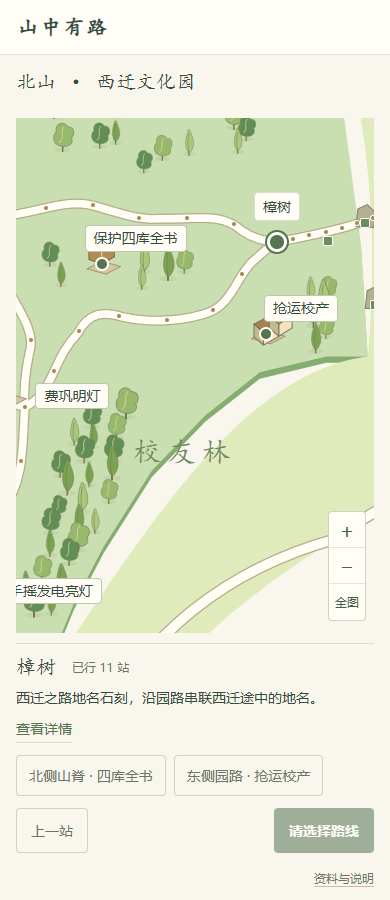 山中有路
北山 • 西迁文化园
樟树
保护四库全书
抢运校产
费巩明灯
校友林
手摇发电亮灯
+
−
全图
樟树 已行 11 站
西迁之路地名石刻，沿园路串联西迁途中的地名。
查看详情
北侧山脊 · 四库全书 东侧园路 · 抢运校产
上一站 请选择路线
资料与说明